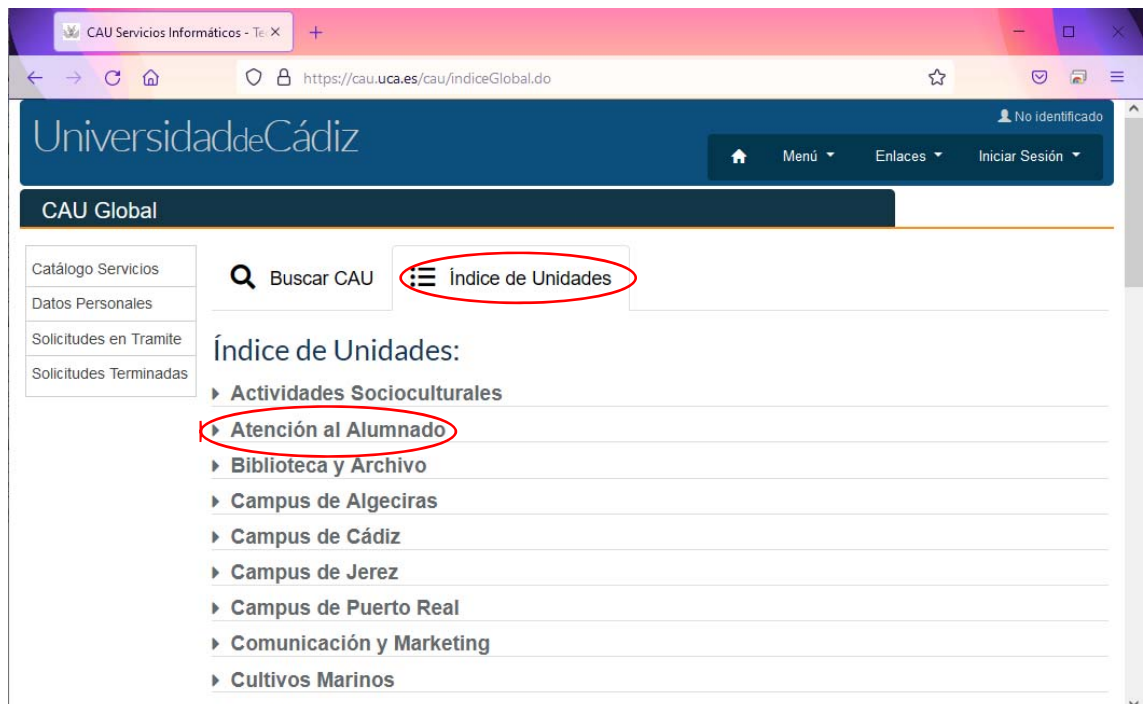 CAU Servicios Informáticos - Te
https://cau.uca.es/cau/indiceGlobal.do
No identificado
UniversidaddeCádiz
Menú
Enlaces
Iniciar Sesión
CAU Global
Catálogo Servicios
Datos Personales
Solicitudes en Tramite
Solicitudes Terminadas
Buscar CAU
Índice de Unidades
Índice de Unidades:
Actividades Socioculturales
Atención al Alumnado
Biblioteca y Archivo
Campus de Algeciras
Campus de Cádiz
Campus de Jerez
Campus de Puerto Real
Comunicación y Marketing
Cultivos Marinos